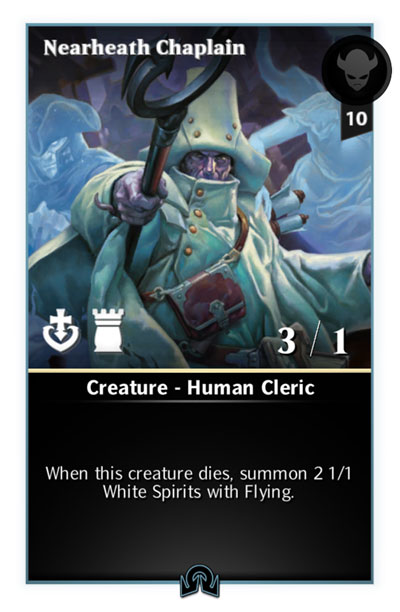 Nearheath Chaplain
10
3 / 1
Creature - Human Cleric
When this creature dies, summon 2 1/1
White Spirits with Flying.